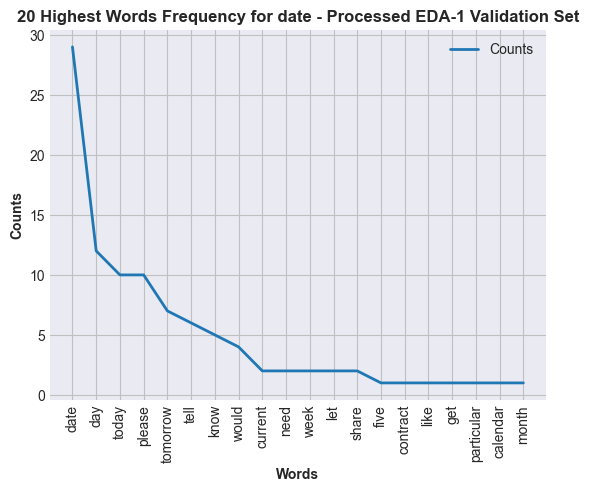 20 Highest Words Frequency for date - Processed EDA-1 Validation Set
Counts
30
25
20
15
10
5
0
Counts
date
day
today
please
tomorrow
tell
know
would
current
need
week
let
share
five
contract
like
get
particular
calendar
month
Words